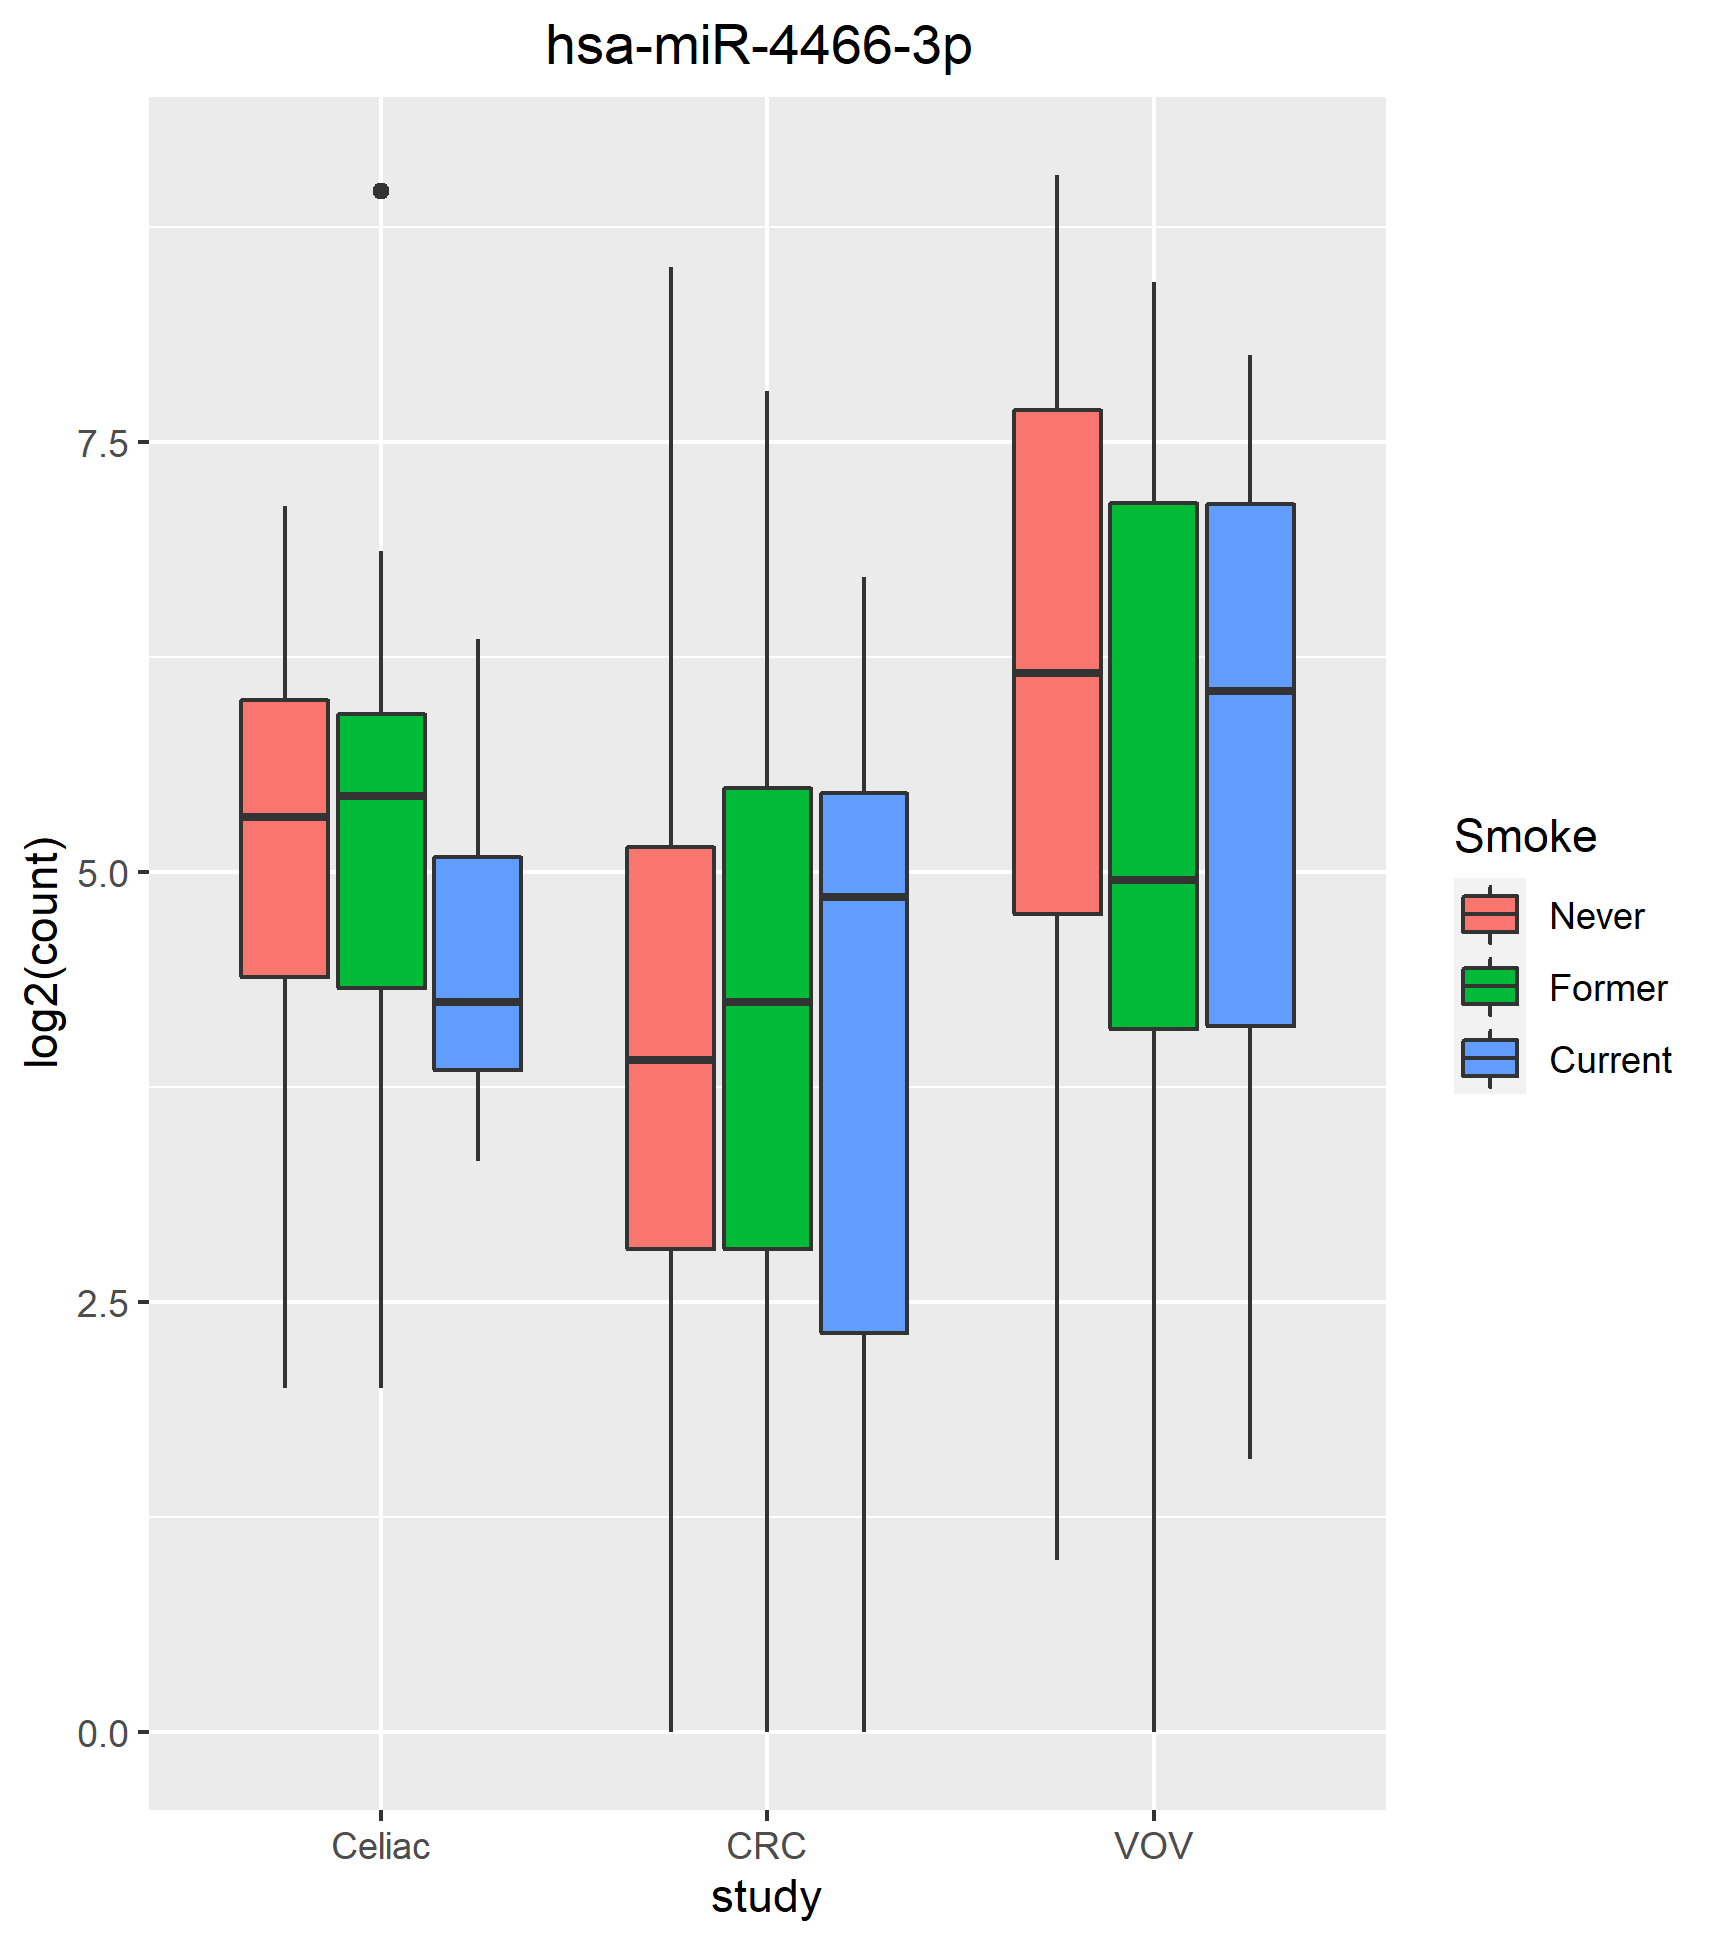 hsa-miR-4466-3p
log2(count)
7.5
5.0
2.5
0.0
Celiac
CRC
VOV
study
Smoke
Never
Former
Current